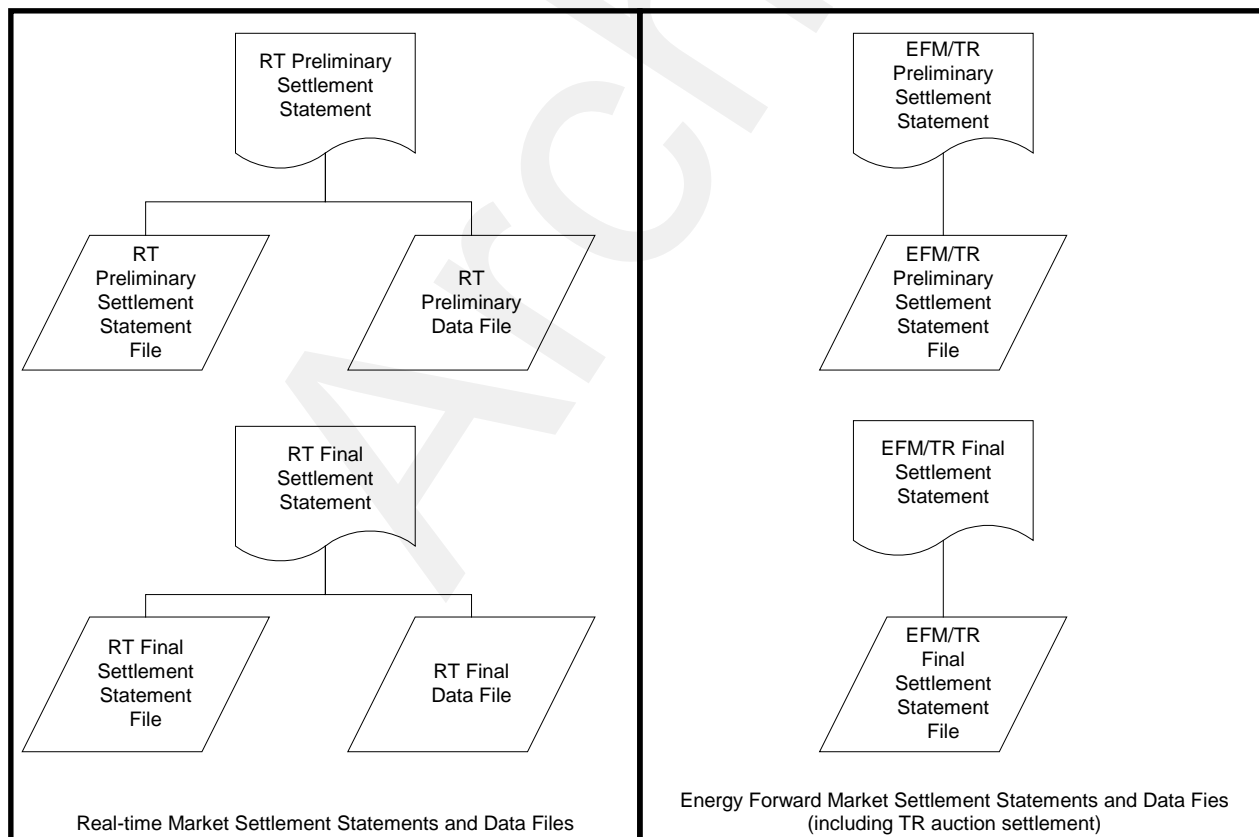 RT Preliminary
Settlement
Statement
RT
Preliminary
Settlement
Statement
File
RT
Preliminary
Data File
RT Final
Settlement
Statement
RT Final
Settlement
Statement
File
RT Final
Data File
Real-time Market Settlement Statements and Data Files
EFM/TR
Preliminary
Settlement
Statement
EFM/TR
Preliminary
Settlement
Statement
File
EFM/TR Final
Settlement
Statement
EFM/TR
Final
Settlement
Statement
File
Energy Forward Market Settlement Statements and Data Fies
(including TR auction settlement)